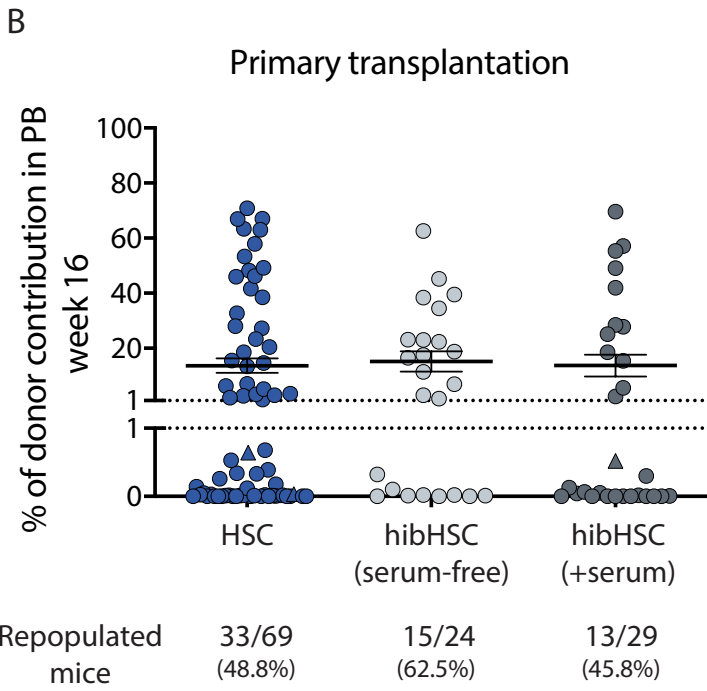 B
Primary transplantation
% of donor contribution in PB
week 16
100
80
60
40
20
1
1
0
HSC
hibHSC
(serum-free)
hibHSC
(+serum)
Repopulated
mice
33/69
(48.8%)
15/24
(62.5%)
13/29
(45.8%)